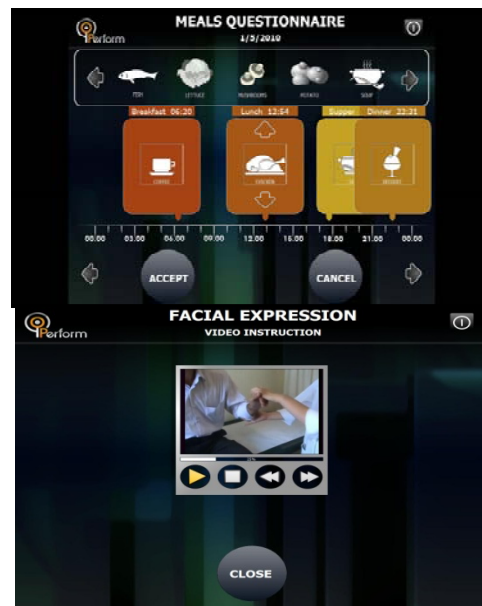 Perform
MEALS QUESTIONNAIRE
1/5/2010
FISH LETTUCE MUSHROOMS POTATO SOUP
Breakfast 06:20 Lunch 12:54 Supper Dinner 22:21
COFFEE CHICKEN DESSERT
00.00 03.00 06.00 09.00 12.00 15.00 18.00 21.00 00.00
ACCEPT CANCEL
Perform
FACIAL EXPRESSION
VIDEO INSTRUCTION
CLOSE